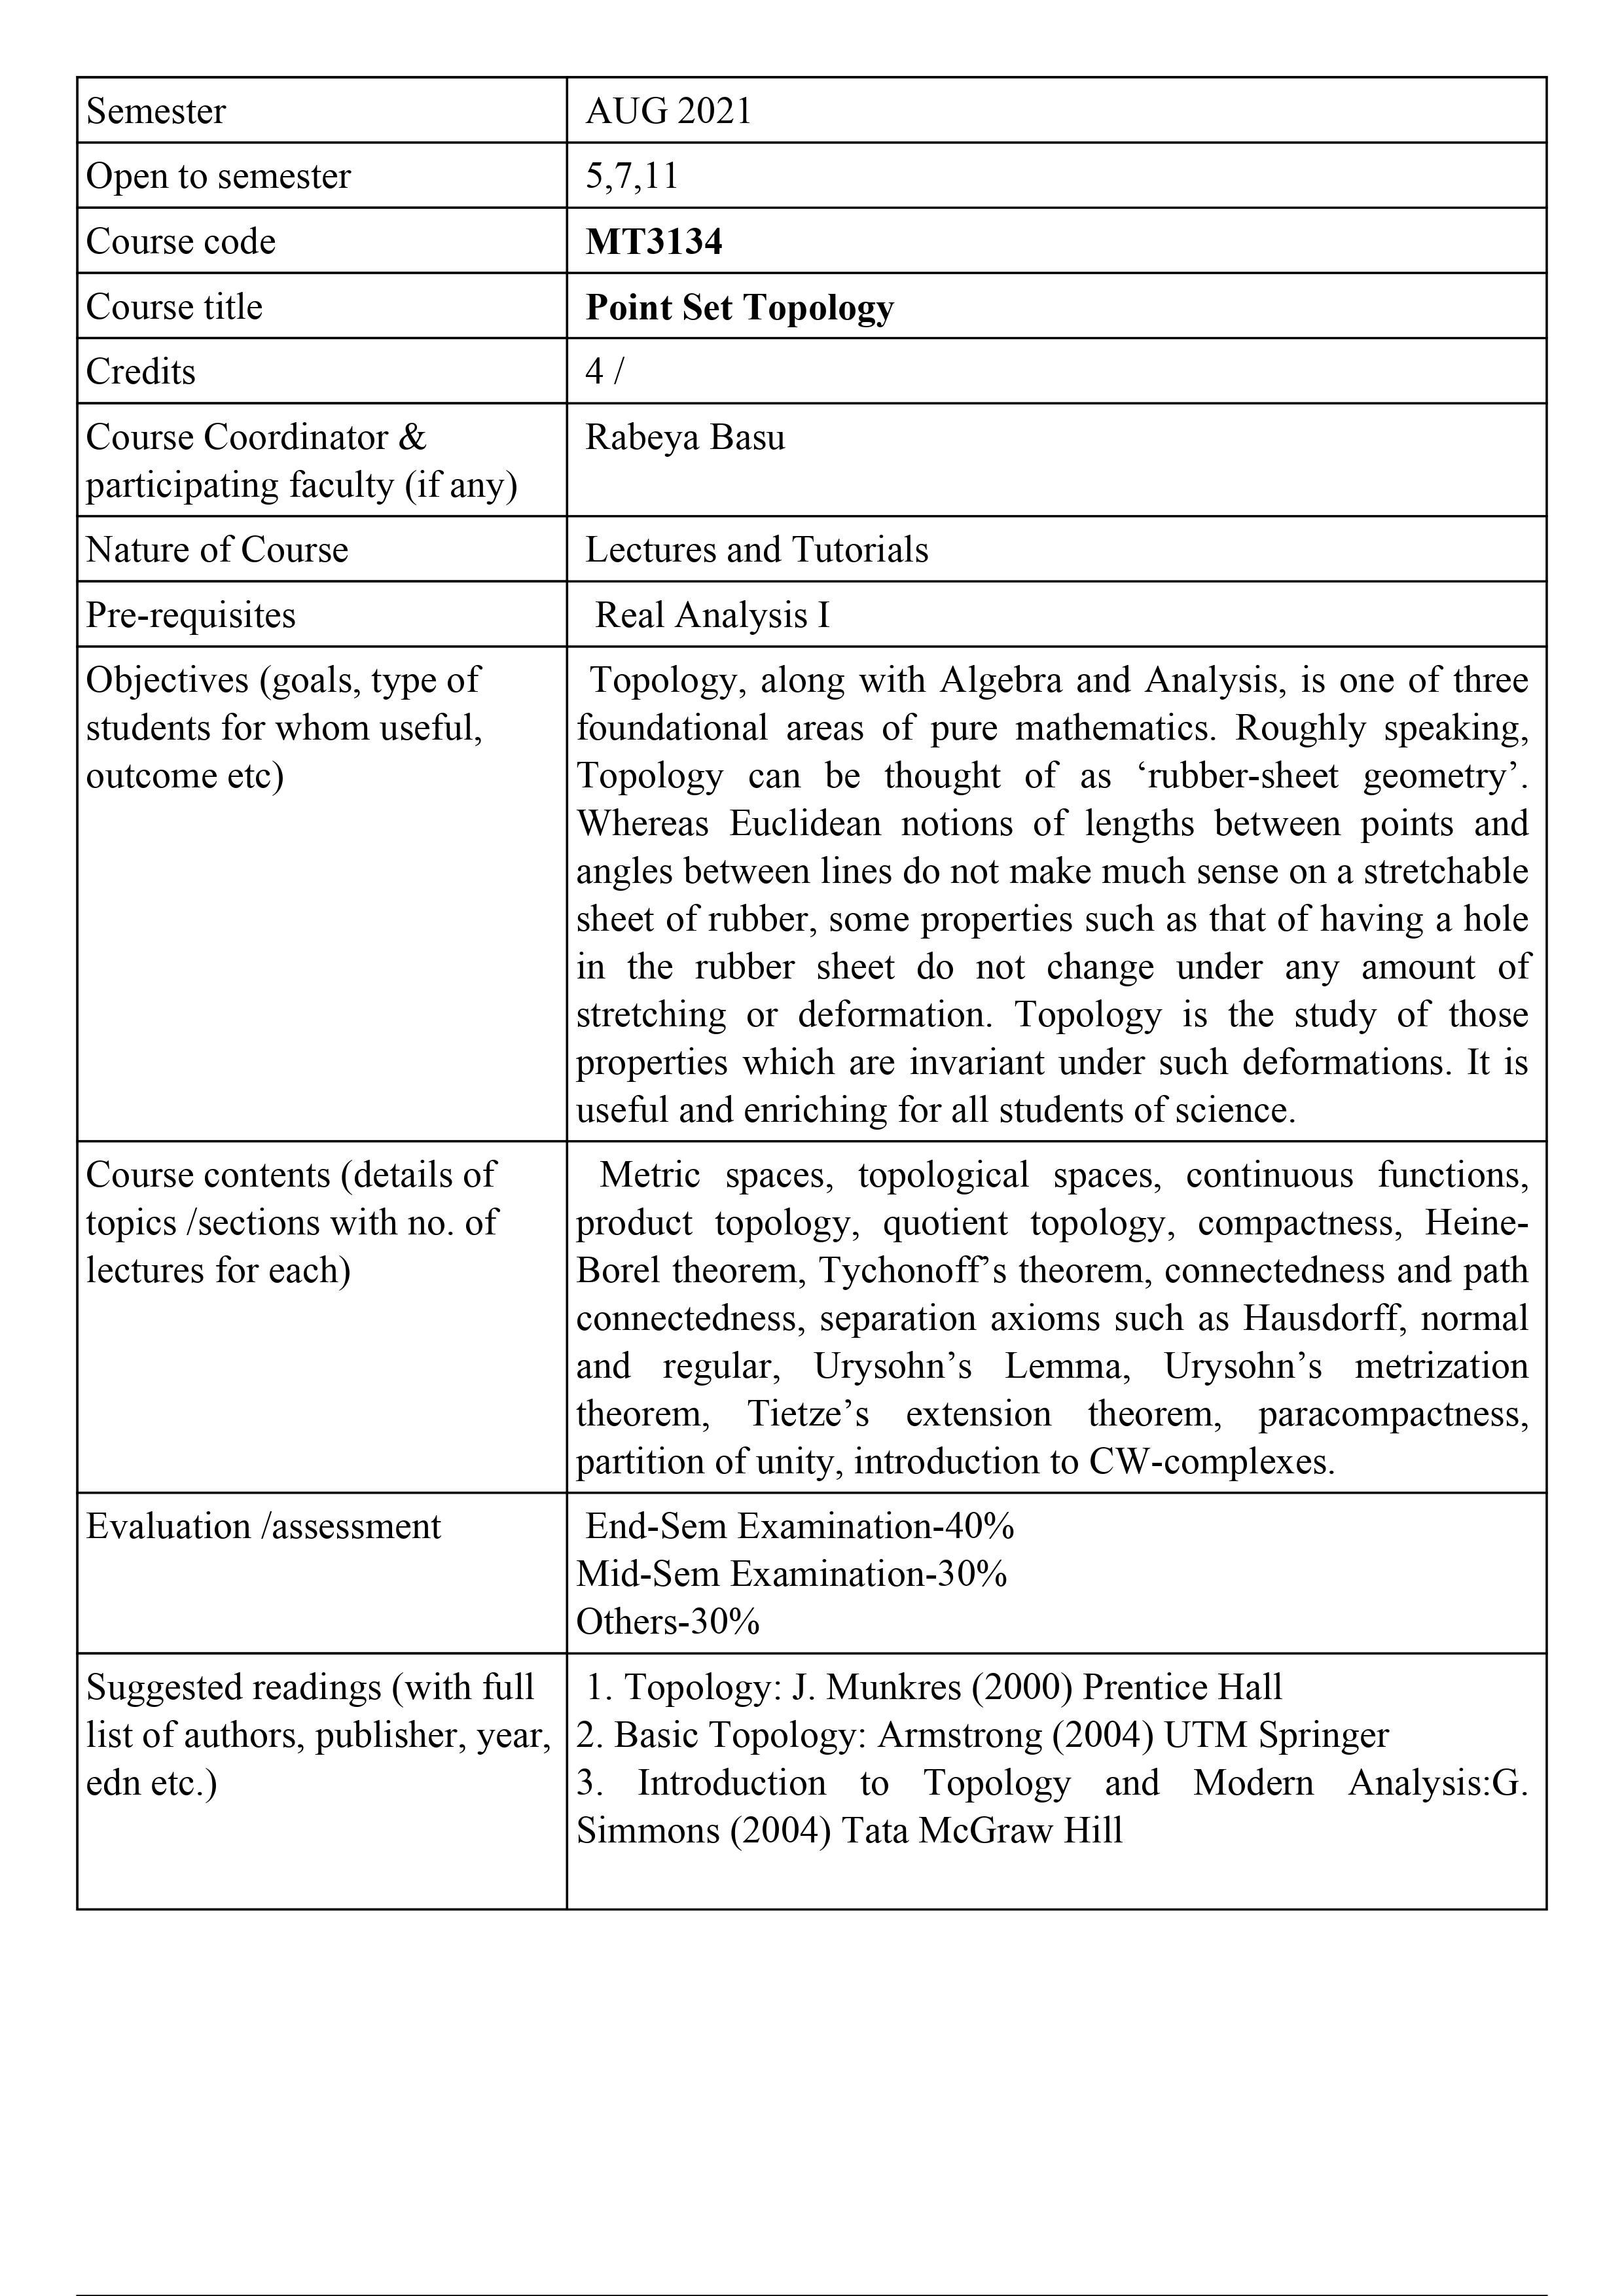 Semester
AUG 2021
Open to semester
5,7,11
Course code
MT3134
Course title
Point Set Topology
Credits
4 /
Course Coordinator &
participating faculty (if any)
Rabeya Basu
Nature of Course
Lectures and Tutorials
Pre-requisites
Real Analysis I
Objectives (goals, type of
students for whom useful,
outcome etc)
Topology, along with Algebra and Analysis, is one of three
foundational areas of pure mathematics. Roughly speaking,
Topology can be thought of as ‘rubber-sheet geometry’.
Whereas Euclidean notions of lengths between points and
angles between lines do not make much sense on a stretchable
sheet of rubber, some properties such as that of having a hole
in the rubber sheet do not change under any amount of
stretching or deformation. Topology is the study of those
properties which are invariant under such deformations. It is
useful and enriching for all students of science.
Course contents (details of
topics /sections with no. of
lectures for each)
Metric spaces, topological spaces, continuous functions,
product topology, quotient topology, compactness, Heine-
Borel theorem, Tychonoff’s theorem, connectedness and path
connectedness, separation axioms such as Hausdorff, normal
and regular, Urysohn’s Lemma, Urysohn’s metrization
theorem, Tietze’s extension theorem, paracompactness,
partition of unity, introduction to CW-complexes.
Evaluation /assessment
End-Sem Examination-40%
Mid-Sem Examination-30%
Others-30%
Suggested readings (with full
list of authors, publisher, year,
edn etc.)
1. Topology: J. Munkres (2000) Prentice Hall
2. Basic Topology: Armstrong (2004) UTM Springer
3. Introduction to Topology and Modern Analysis:G.
Simmons (2004) Tata McGraw Hill